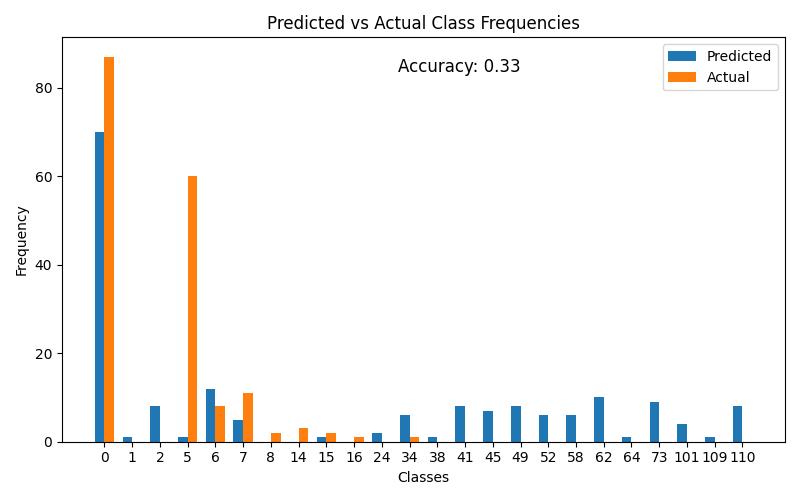 Predicted vs Actual Class Frequencies
Accuracy: 0.33
Predicted
Actual
Frequency
80
60
40
20
0
0 1 2 5 6 7 8 14 15 16 24 34 38 41 45 49 52 58 62 64 73 101 109 110
Classes